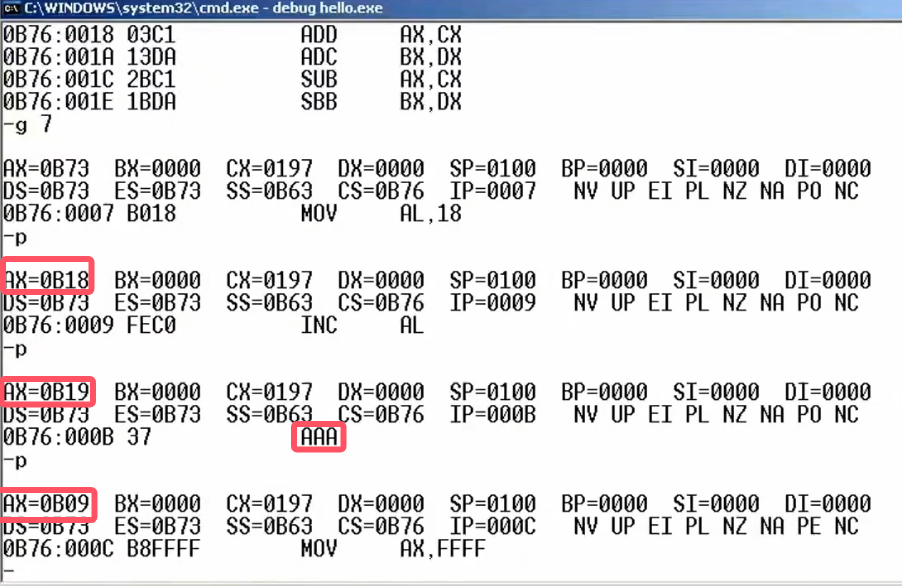 C:\WINDOWS\system32\cmd.exe - debug hello.exe
0B76:0018 03C1 ADD AX,CX
0B76:001A 13DA ADC BX,DX
0B76:001C 2BC1 SUB AX,CX
0B76:001E 1BDA SBB BX,DX
-g 7
AX=0B73 BX=0000 CX=0197 DX=0000 SP=0100 BP=0000 SI=0000 DI=0000
DS=0B73 ES=0B73 SS=0B63 CS=0B76 IP=0007 NV UP EI PL NZ NA PO NC
0B76:0007 B018 MOV AL,18
-p
AX=0B18 BX=0000 CX=0197 DX=0000 SP=0100 BP=0000 SI=0000 DI=0000
DS=0B73 ES=0B73 SS=0B63 CS=0B76 IP=0009 NV UP EI PL NZ NA PO NC
0B76:0009 FEC0 INC AL
-p
AX=0B19 BX=0000 CX=0197 DX=0000 SP=0100 BP=0000 SI=0000 DI=0000
DS=0B73 ES=0B73 SS=0B63 CS=0B76 IP=000B NV UP EI PL NZ NA PO NC
0B76:000B 37 AAA
-p
AX=0B09 BX=0000 CX=0197 DX=0000 SP=0100 BP=0000 SI=0000 DI=0000
DS=0B73 ES=0B73 SS=0B63 CS=0B76 IP=000C NV UP EI PL NZ NA PE NC
0B76:000C B8FFFF MOV AX,FFFF
-